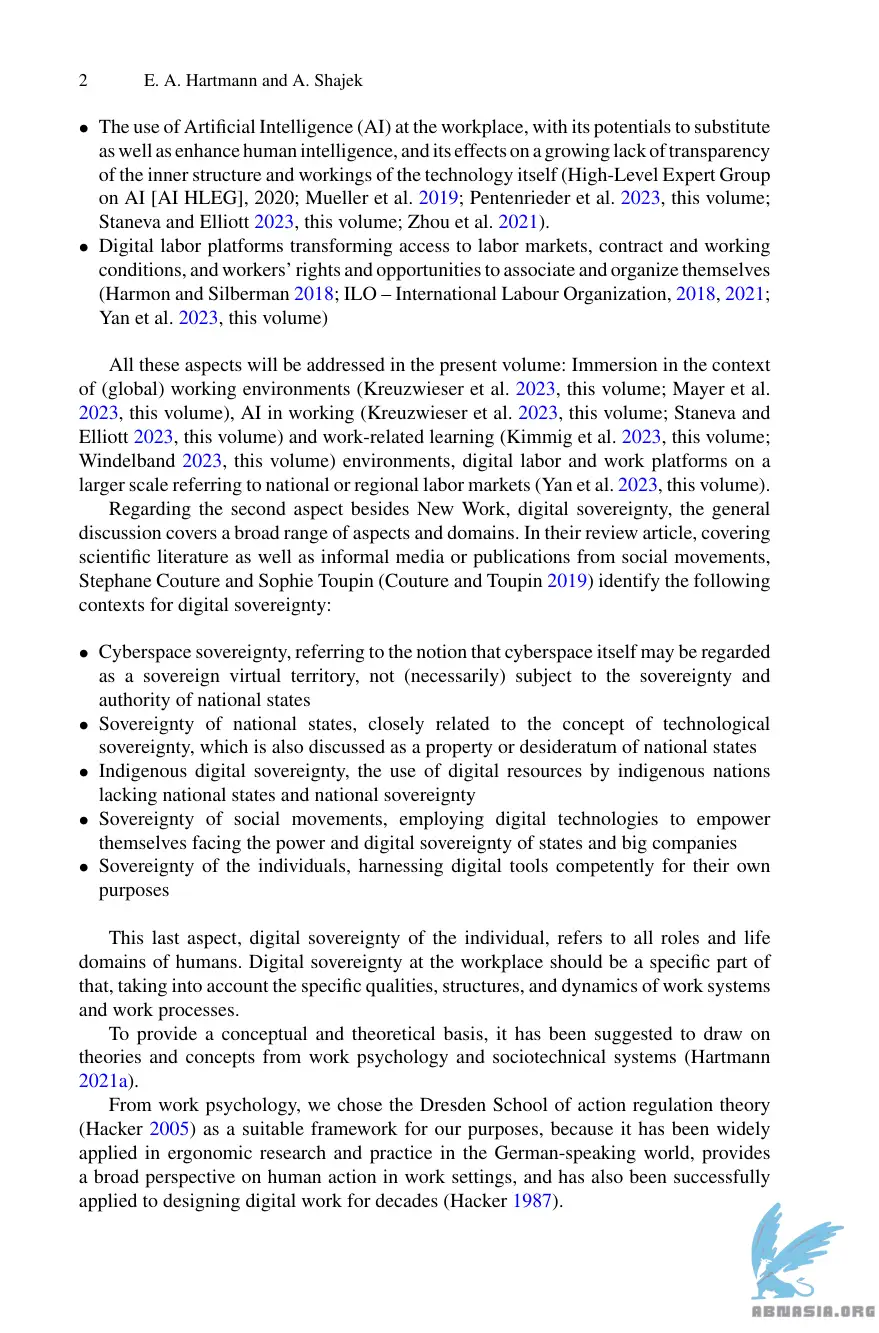 2 E. A. Hartmann and A. Shajek
• The use of Artificial Intelligence (AI) at the workplace, with its potentials to substitute
as well as enhance human intelligence, and its effects on a growing lack of transparency
of the inner structure and workings of the technology itself (High-Level Expert Group
on AI [AI HLEG], 2020; Mueller et al. 2019; Pentenrieder et al. 2023, this volume;
Staneva and Elliott 2023, this volume; Zhou et al. 2021).
• Digital labor platforms transforming access to labor markets, contract and working
conditions, and workers' rights and opportunities to associate and organize themselves
(Harmon and Silberman 2018; ILO – International Labour Organization, 2018, 2021;
Yan et al. 2023, this volume)
All these aspects will be addressed in the present volume: Immersion in the context
of (global) working environments (Kreuzwieser et al. 2023, this volume; Mayer et al.
2023, this volume), AI in working (Kreuzwieser et al. 2023, this volume; Staneva and
Elliott 2023, this volume) and work-related learning (Kimmig et al. 2023, this volume;
Windelband 2023, this volume) environments, digital labor and work platforms on a
larger scale referring to national or regional labor markets (Yan et al. 2023, this volume).
Regarding the second aspect besides New Work, digital sovereignty, the general
discussion covers a broad range of aspects and domains. In their review article, covering
scientific literature as well as informal media or publications from social movements,
Stephane Couture and Sophie Toupin (Couture and Toupin 2019) identify the following
contexts for digital sovereignty:
• Cyberspace sovereignty, referring to the notion that cyberspace itself may be regarded
as a sovereign virtual territory, not (necessarily) subject to the sovereignty and
authority of national states
• Sovereignty of national states, closely related to the concept of technological
sovereignty, which is also discussed as a property or desideratum of national states
• Indigenous digital sovereignty, the use of digital resources by indigenous nations
lacking national states and national sovereignty
• Sovereignty of social movements, employing digital technologies to empower
themselves facing the power and digital sovereignty of states and big companies
• Sovereignty of the individuals, harnessing digital tools competently for their own
purposes
This last aspect, digital sovereignty of the individual, refers to all roles and life
domains of humans. Digital sovereignty at the workplace should be a specific part of
that, taking into account the specific qualities, structures, and dynamics of work systems
and work processes.
To provide a conceptual and theoretical basis, it has been suggested to draw on
theories and concepts from work psychology and sociotechnical systems (Hartmann
2021a).
From work psychology, we chose the Dresden School of action regulation theory
(Hacker 2005) as a suitable framework for our purposes, because it has been widely
applied in ergonomic research and practice in the German-speaking world, provides
a broad perspective on human action in work settings, and has also been successfully
applied to designing digital work for decades (Hacker 1987).
ABNASIA.ORG